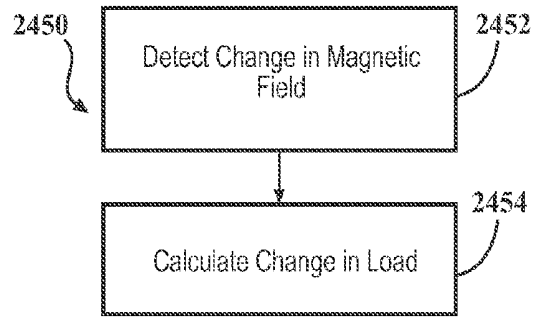 2450
2452
Detect Change in Magnetic
Field
2454
Calculate Change in Load